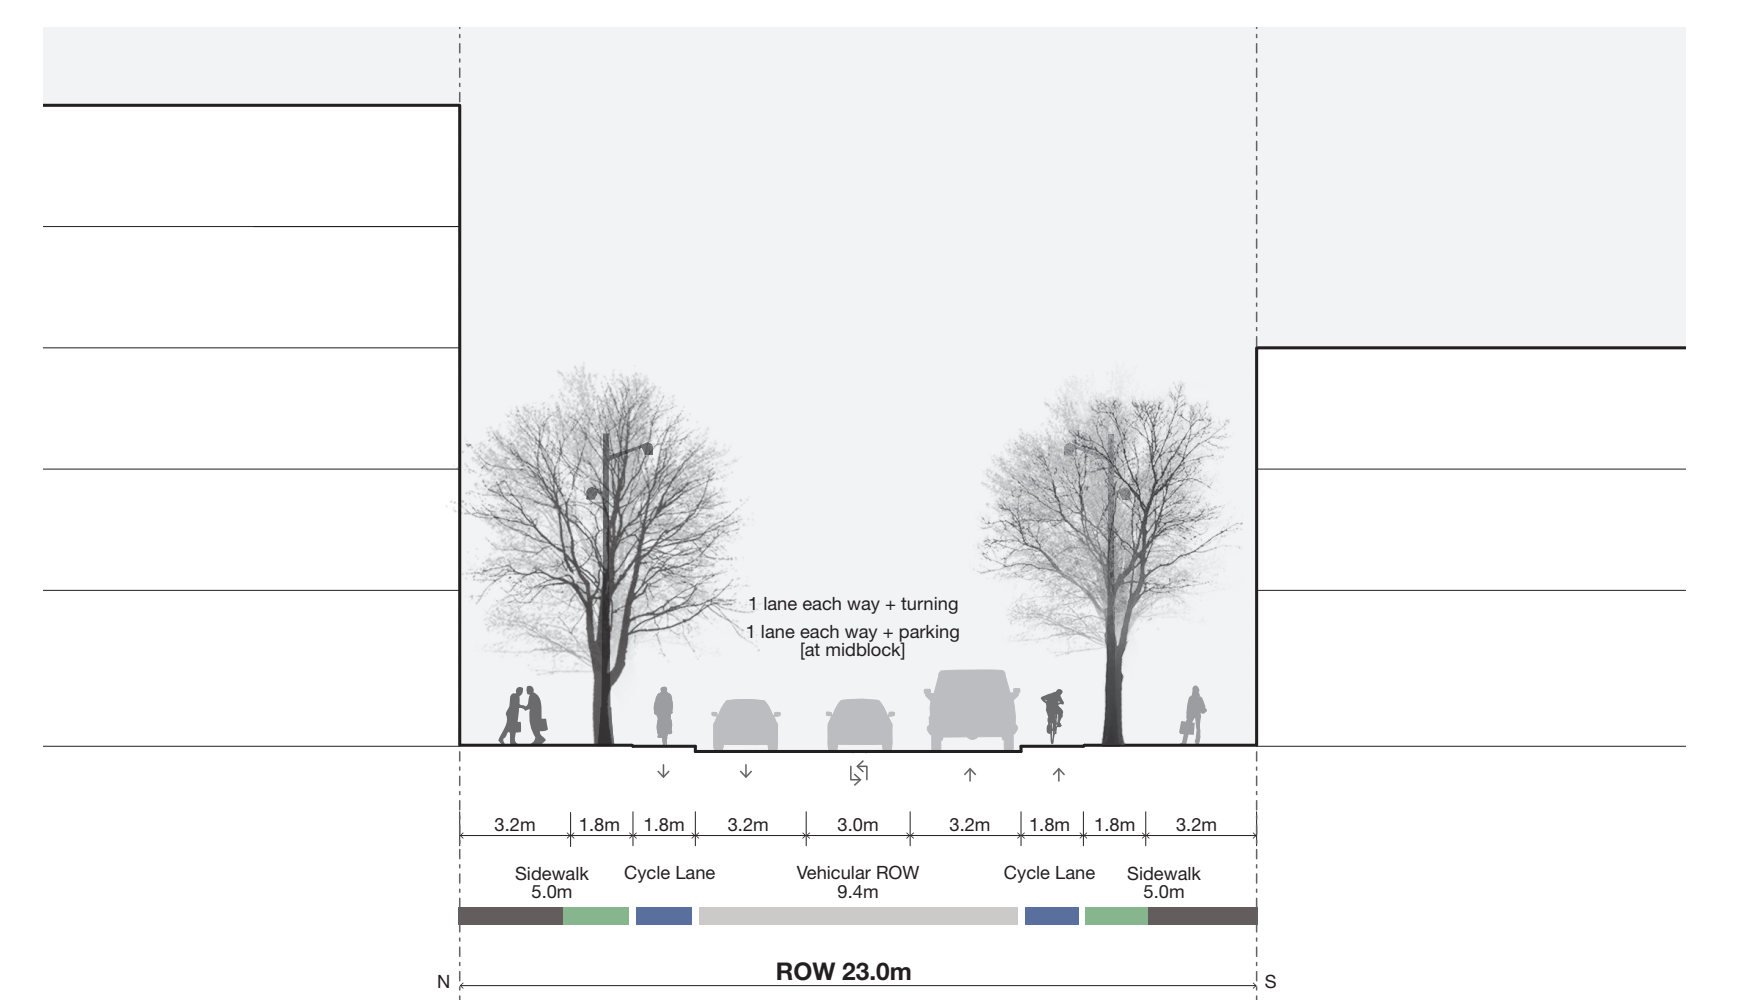 1 lane each way + turning
1 lane each way + parking
[at midblock]
3.2m 1.8m 1.8m 3.2m 3.0m 3.2m 1.8m 1.8m 3.2m
Sidewalk Cycle Lane Vehicular ROW Cycle Lane Sidewalk
5.0m 9.4m 5.0m
ROW 23.0m
N S